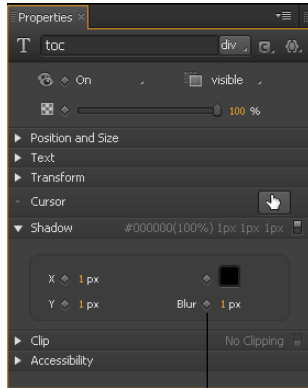 Properties ×
T toc div
On visible
100 %
Position and Size
Text
Transform
Cursor
Shadow #000000(100%) 1px 1px 1px
X 1 px
Y 1 px Blur 1 px
Clip No Clipping
Accessibility